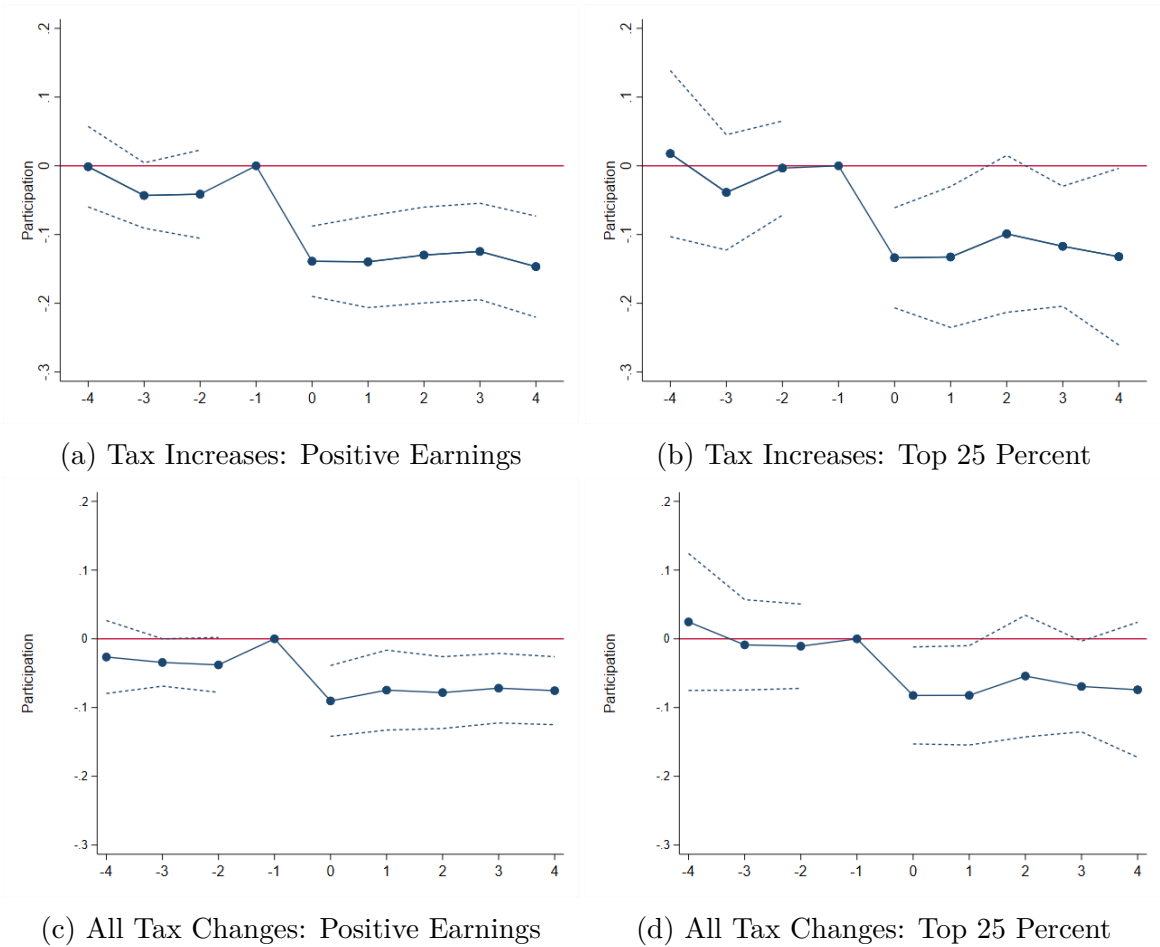 .2
.1
0
-.1
-.2
-.3
Participation
-4 -3 -2 -1 0 1 2 3 4
(a) Tax Increases: Positive Earnings
.2
.1
0
-.1
-.2
-.3
Participation
-4 -3 -2 -1 0 1 2 3 4
(b) Tax Increases: Top 25 Percent
.2
.1
0
-.1
-.2
-.3
Participation
-4 -3 -2 -1 0 1 2 3 4
(c) All Tax Changes: Positive Earnings
.2
.1
0
-.1
-.2
-.3
Participation
-4 -3 -2 -1 0 1 2 3 4
(d) All Tax Changes: Top 25 Percent